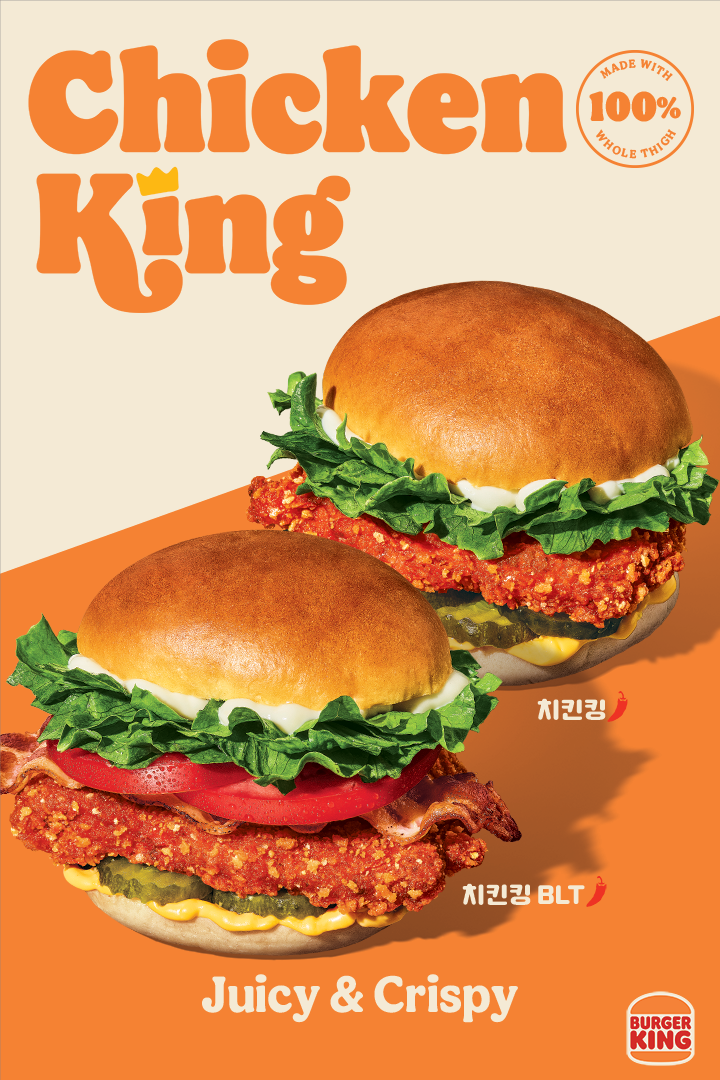 Chicken
King
MADE WITH
100%
WHOLE THIGH
치킨킹
치킨킹 BLT
Juicy & Crispy
BURGER
KING